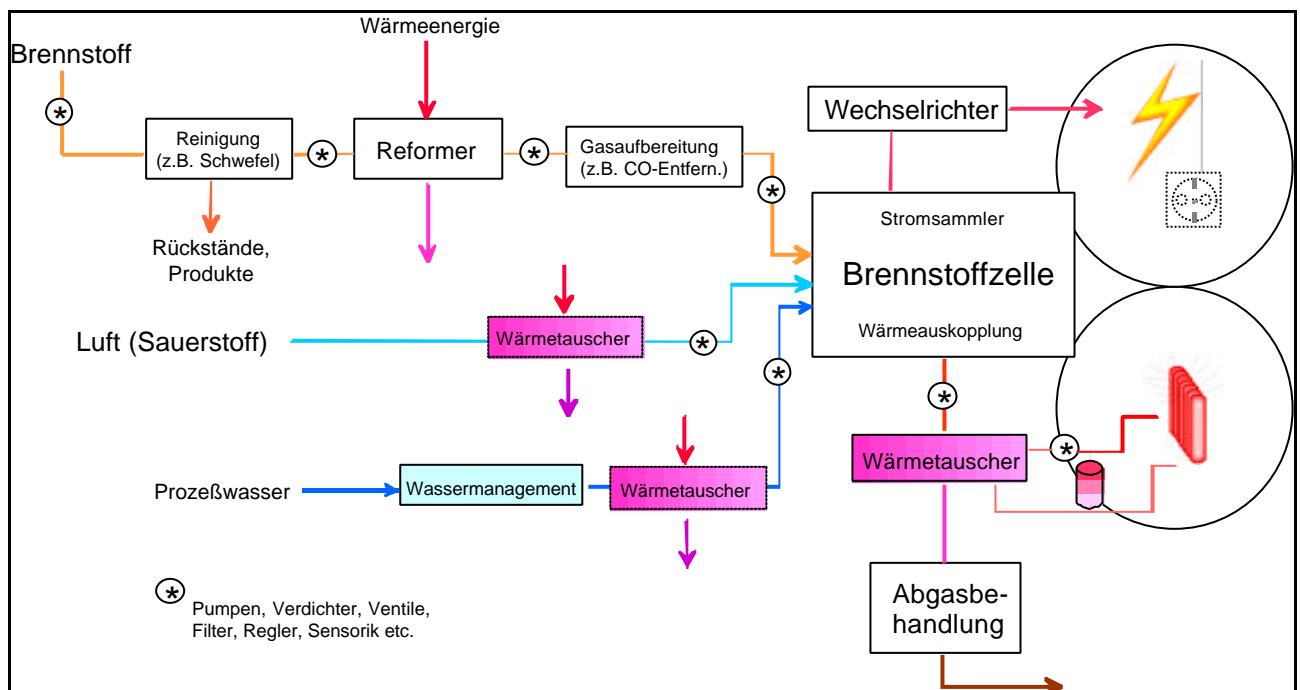 Wärmeenergie
Brennstoff
*
Reinigung
(z.B. Schwefel)
*
Reformer
*
Gasaufbereitung
(z.B. CO-Entfern.)
*
Wechselrichter
Rückstände,
Produkte
Stromsammler
Brennstoffzelle
Wärmeauskopplung
Luft (Sauerstoff)
Wärmetauscher
*
*
*
Wärmetauscher
*
Prozeßwasser
Wassermanagement
Wärmetauscher
Abgasbe-
handlung
*
Pumpen, Verdichter, Ventile,
Filter, Regler, Sensorik etc.